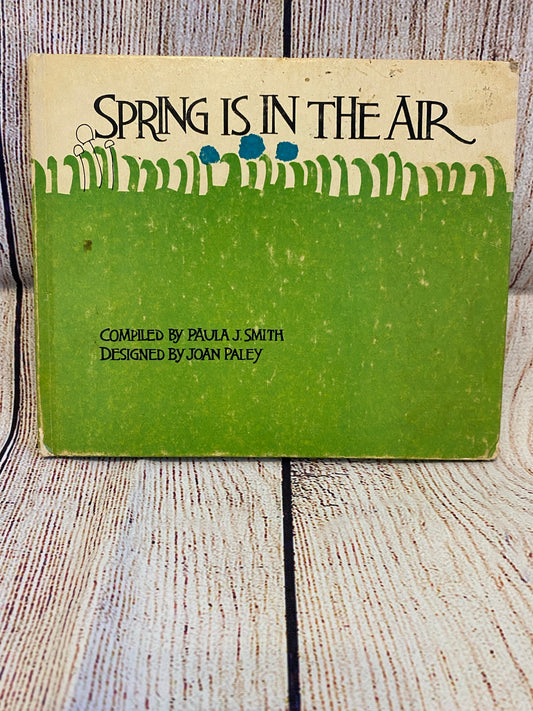 SPRING IS IN THE AIR
COMPILED BY PAULA J. SMITH
DESIGNED BY JOAN PALEY